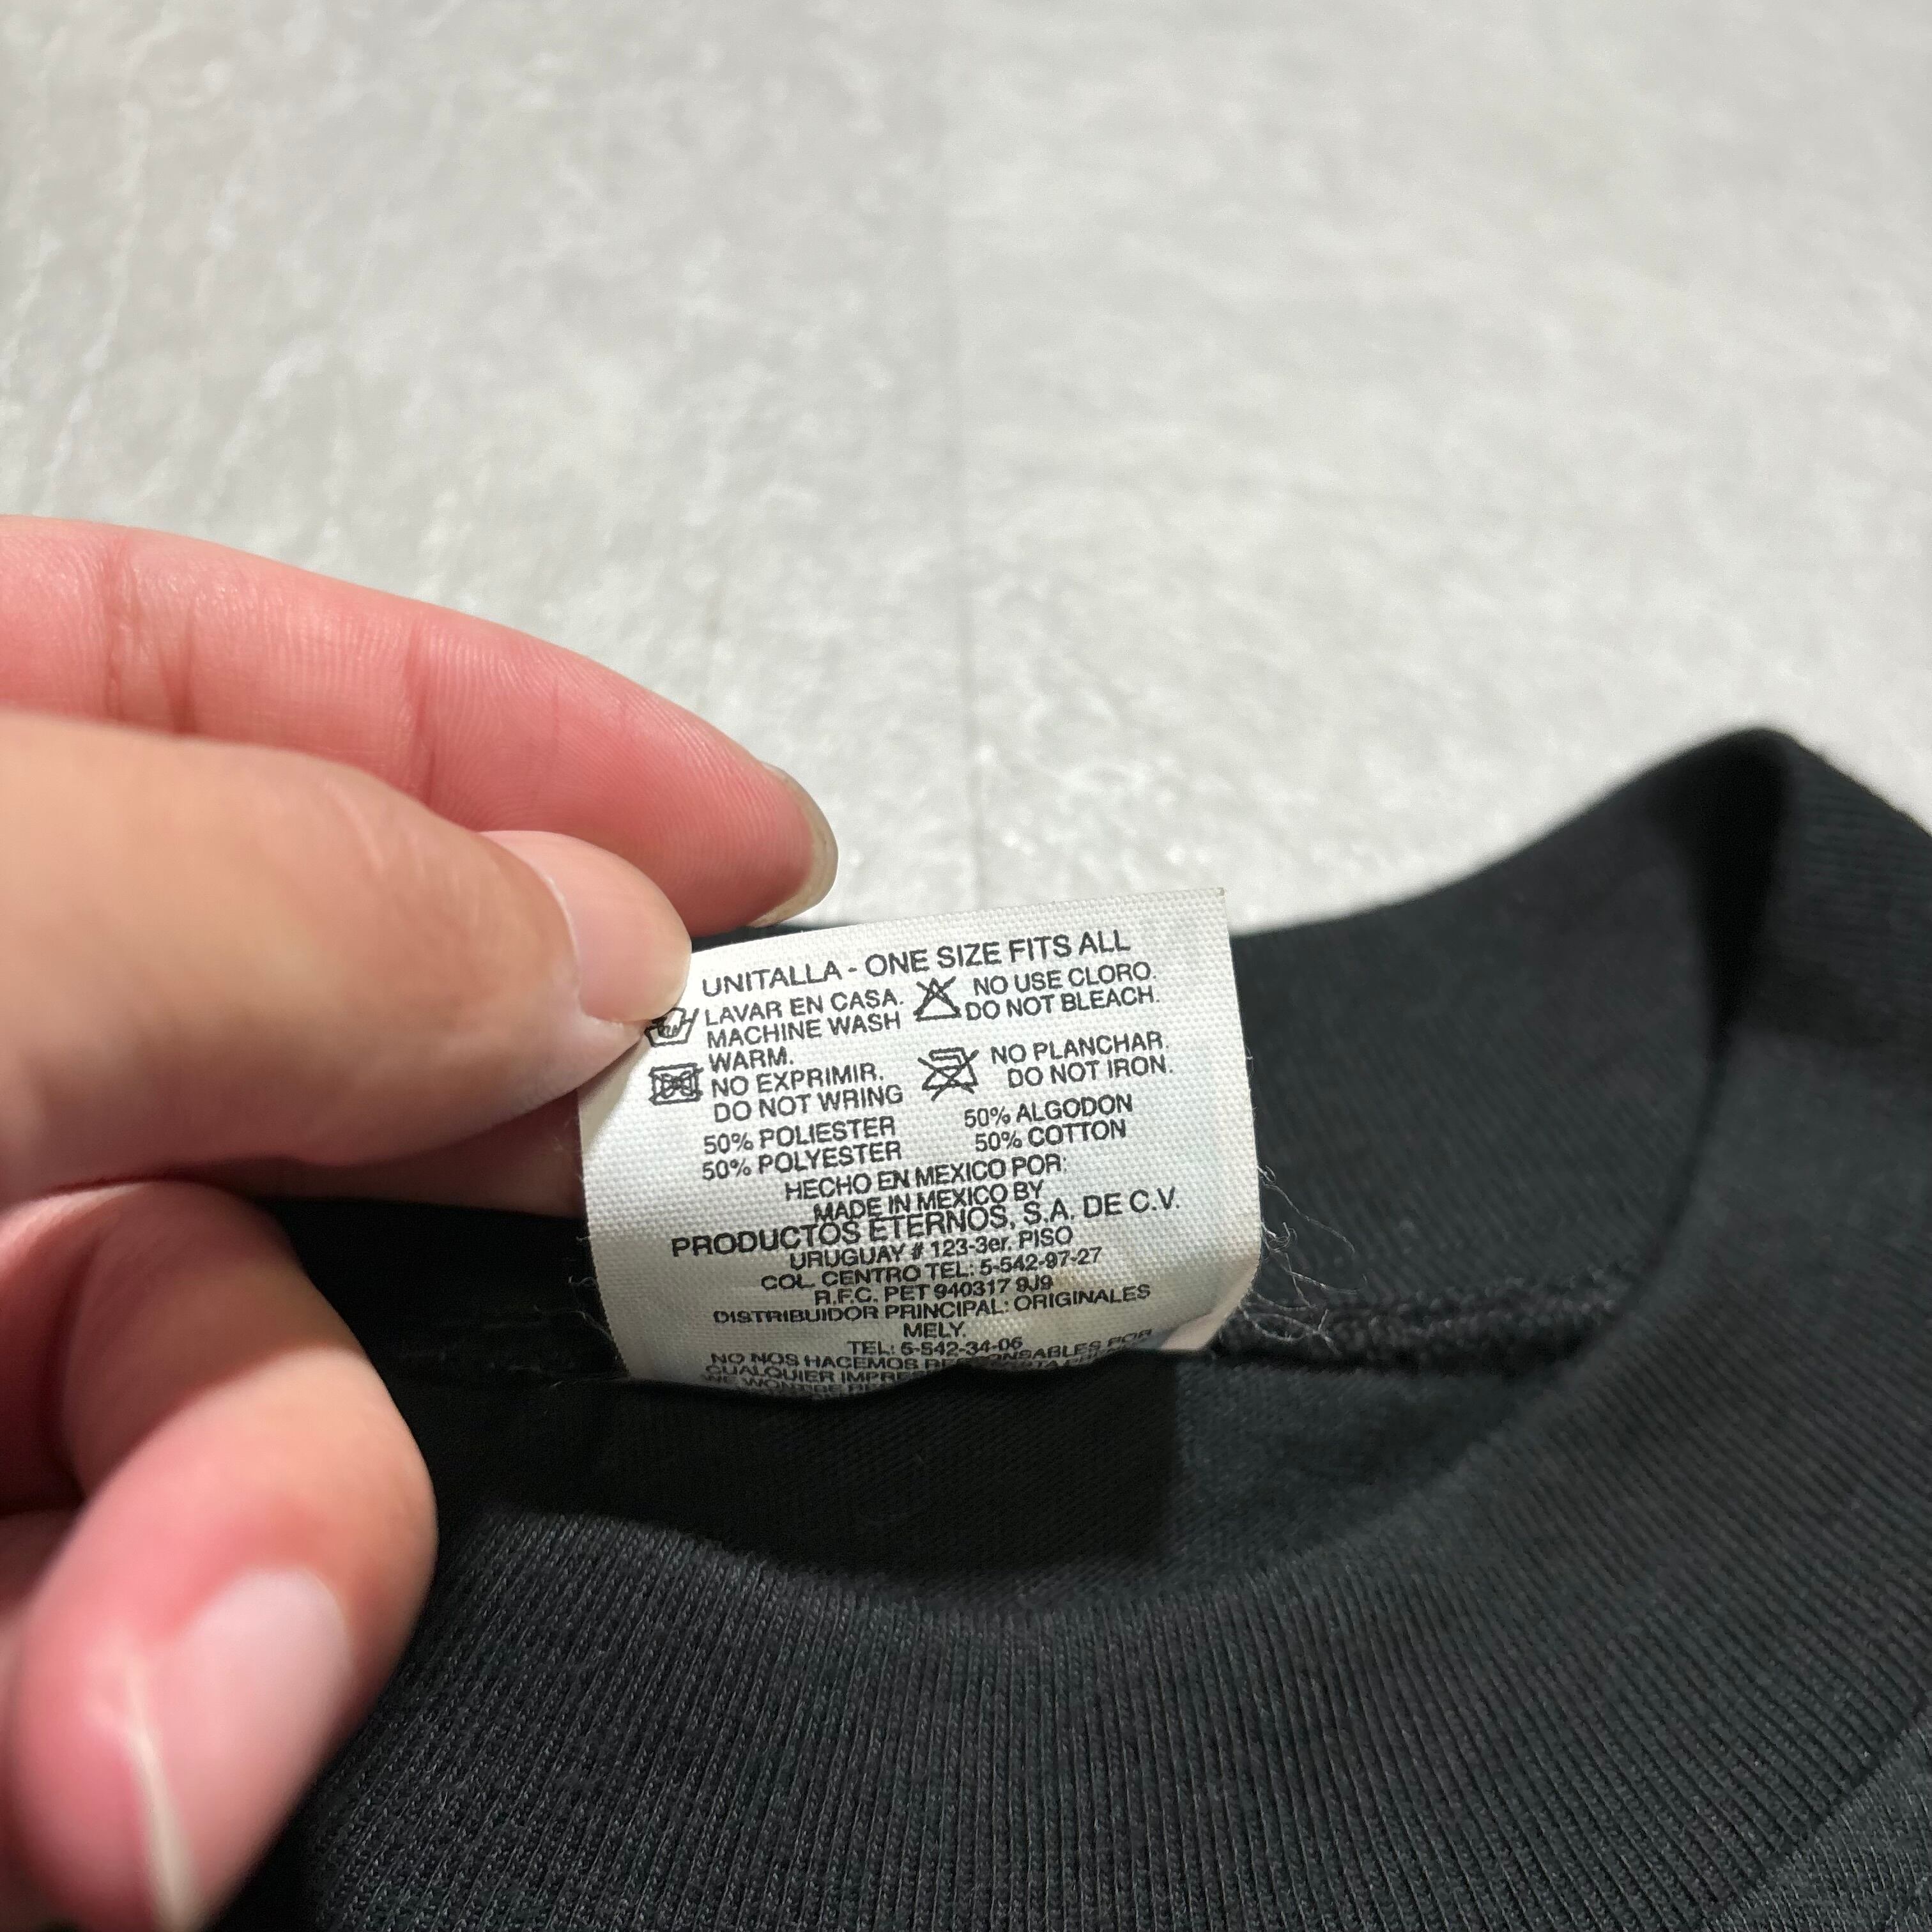 UNITALLA - ONE SIZE FITS ALL
LAVAR EN CASA.
MACHINE WASH
WARM.
NO USE CLORO.
DO NOT BLEACH.
NO EXPRIMIR.
DO NOT WRING
NO PLANCHAR.
DO NOT IRON.
50% POLIESTER
50% POLYESTER
50% ALGODON
50% COTTON
HECHO EN MEXICO POR:
MADE IN MEXICO BY
PRODUCTOS ETERNOS, S.A. DE C.V.
URUGUAY # 123-3er. PISO
COL. CENTRO TEL: 5-542-97-27
R.F.C. PET 940317 9J9
DISTRIBUIDOR PRINCIPAL: ORIGINALES
MELY.
TEL: 5-542-34-06
NO NOS HACEMOS RESPONSABLES POR
CUALQUIER